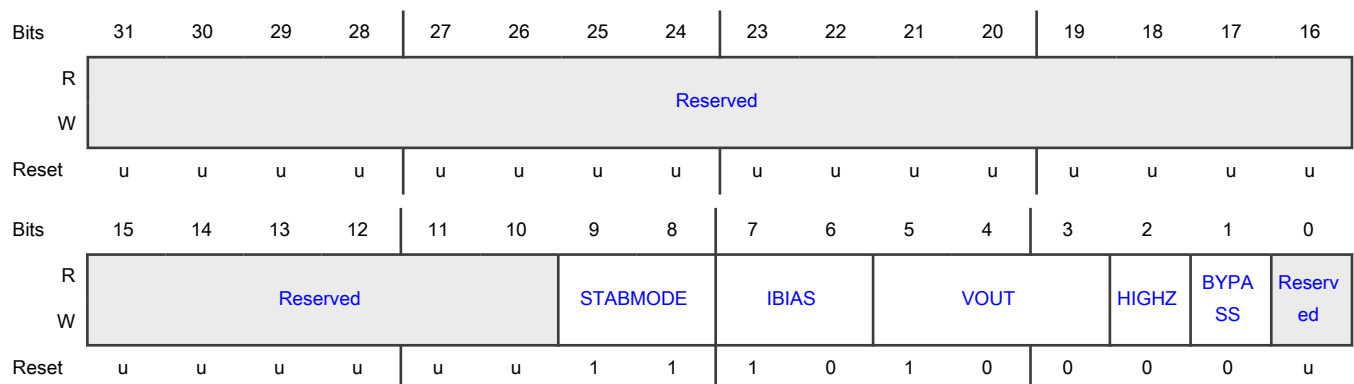 Bits 31 30 29 28 27 26 25 24 23 22 21 20 19 18 17 16
R
Reserved
W
Reset u u u u u u u u u u u u u u u u
Bits 15 14 13 12 11 10 9 8 7 6 5 4 3 2 1 0
R
Reserved STABMODE IBIAS VOUT HIGHZ BYPA Reserv
W
SS ed
Reset u u u u u u 1 1 1 0 1 0 0 0 0 u